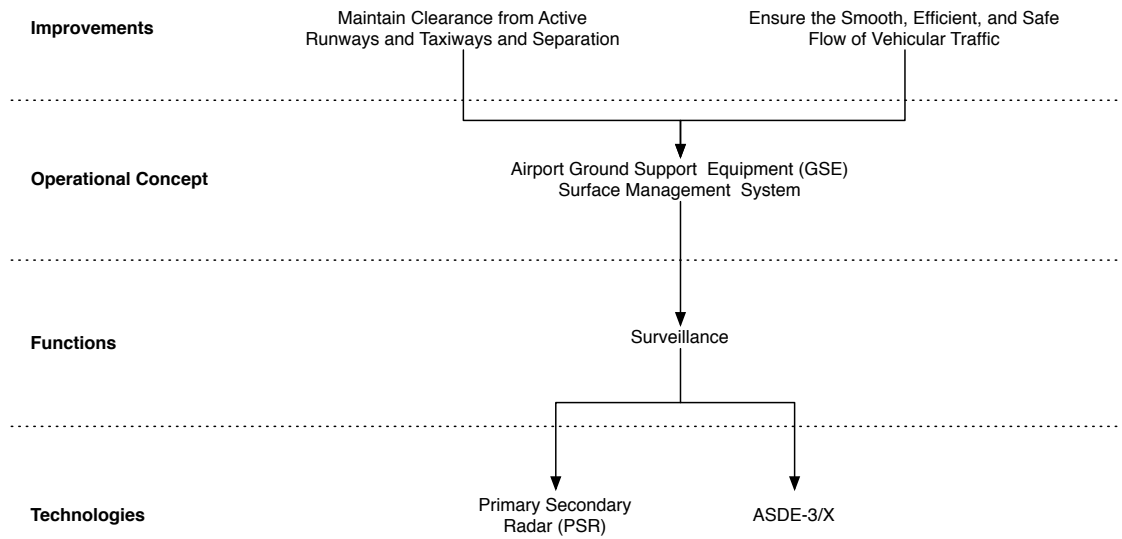 Improvements
Maintain Clearance from Active
Runways and Taxiways and Separation
Ensure the Smooth, Efficient, and Safe
Flow of Vehicular Traffic
Operational Concept
Airport Ground Support Equipment (GSE)
Surface Management System
Functions
Surveillance
Technologies
Primary Secondary
Radar (PSR)
ASDE-3/X